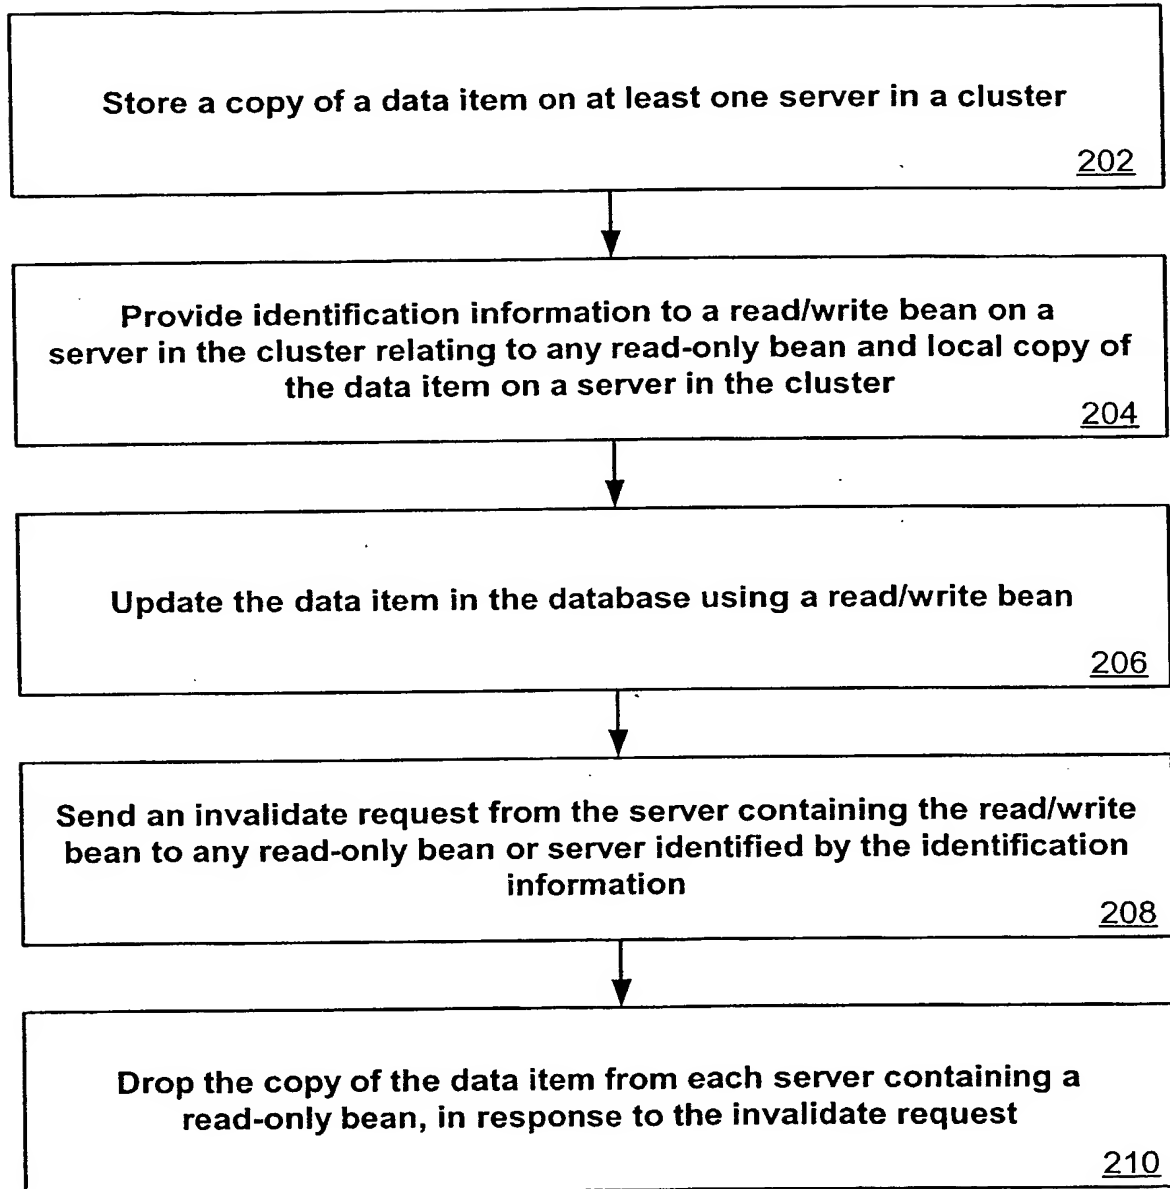 Store a copy of a data item on at least one server in a cluster
202
Provide identification information to a read/write bean on a
server in the cluster relating to any read-only bean and local copy of
the data item on a server in the cluster
204
Update the data item in the database using a read/write bean
206
Send an invalidate request from the server containing the read/write
bean to any read-only bean or server identified by the identification
information
208
Drop the copy of the data item from each server containing a
read-only bean, in response to the invalidate request
210